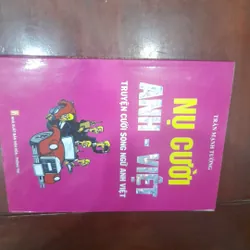 TRẦN MẠNH TƯỜNG
NỤ CƯỜI
ANH - VIỆT
TRUYỆN CƯỜI SONG NGỮ ANH VIỆT